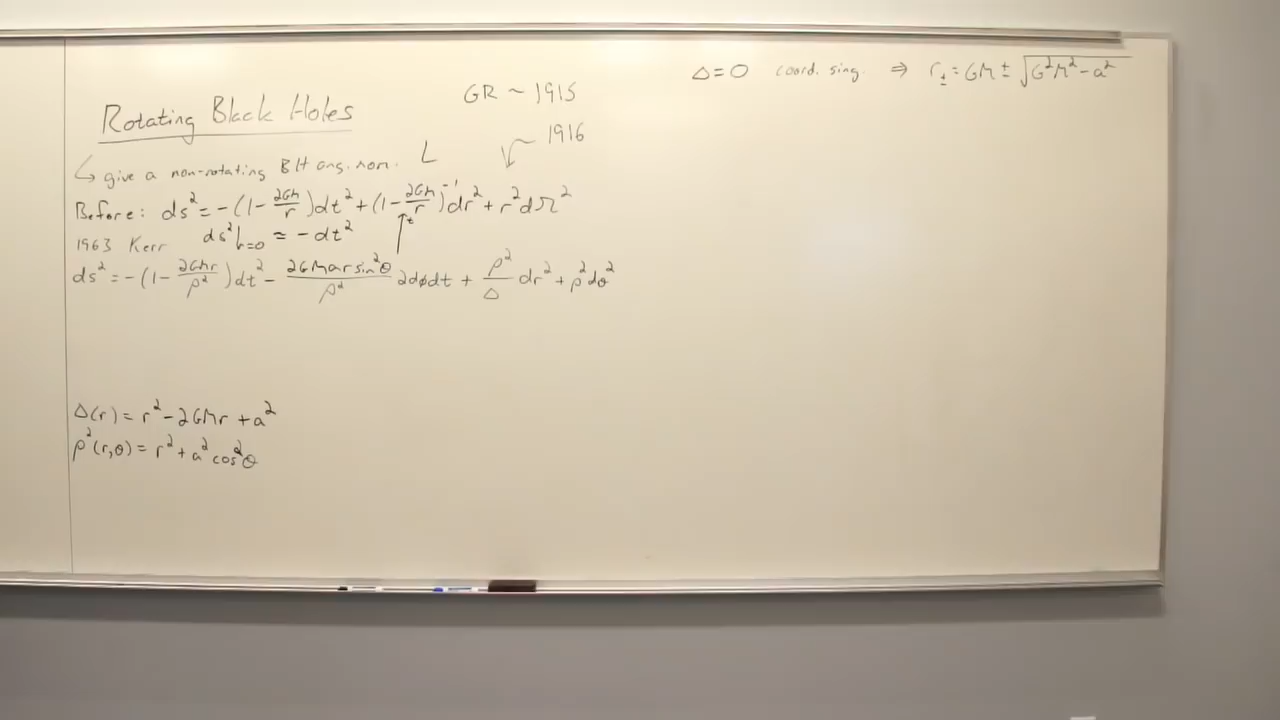 Rotating Black Holes
GR ~ 1915
1916
↳ give a non-rotating BH ang. mom. L
Before: ds² = -(1 - 2GM/r)dt² + (1 - 2GM/r)⁻¹dr² + r²dΩ²
1963 Kerr ds²|ₕ₌₀ ≈ -dt²
ds² = -(1 - 2GMr/ρ²)dt² - 2GMar sin²θ/ρ² 2dϕdt + ρ²/Δ dr² + ρ²dθ²
Δ(r) = r² - 2GMr + a²
ρ²(r,θ) = r² + a²cos²θ
Δ = 0 coord. sing. ⇒ r± = GM ± √(G²M² - a²)